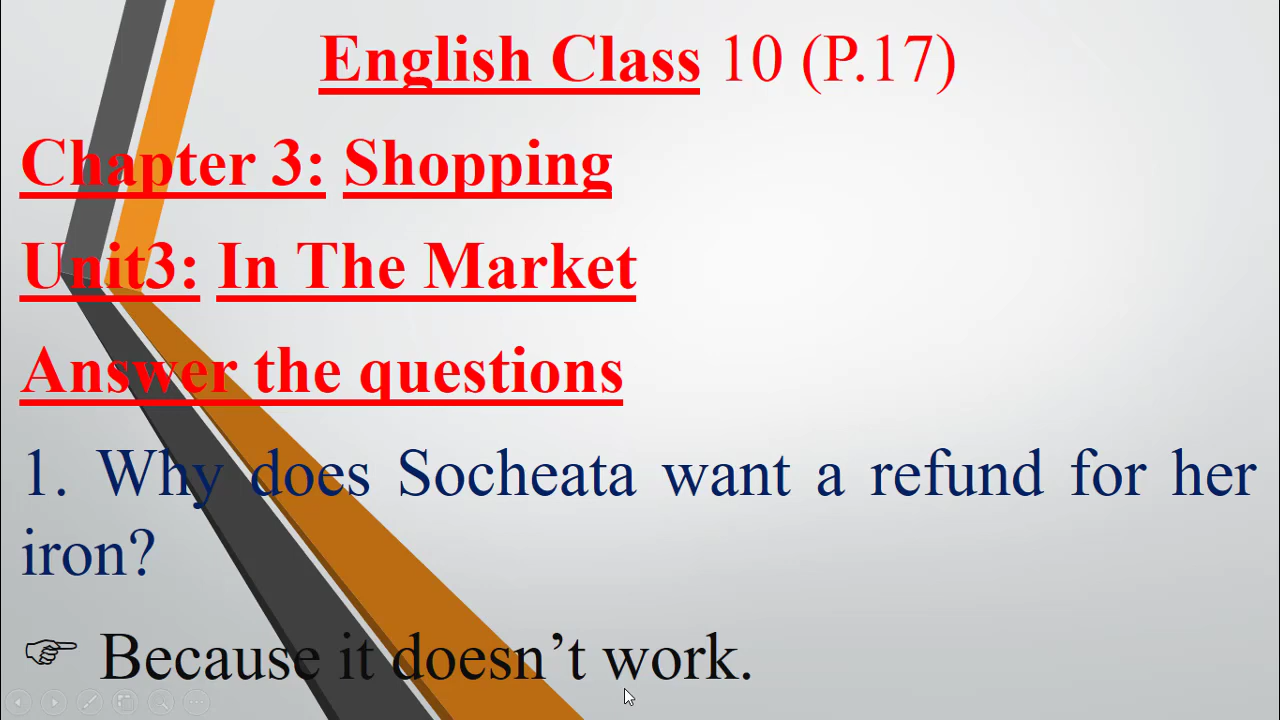 English Class 10 (P.17)
Chapter 3: Shopping
Unit3: In The Market
Answer the questions
1. Why does Socheata want a refund for her
iron?
☞ Because it doesn’t work.